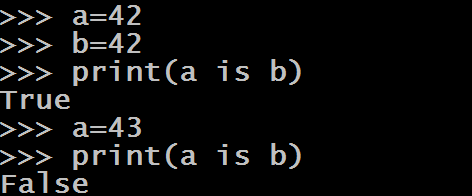 >>> a=42
>>> b=42
>>> print(a is b)
True
>>> a=43
>>> print(a is b)
False